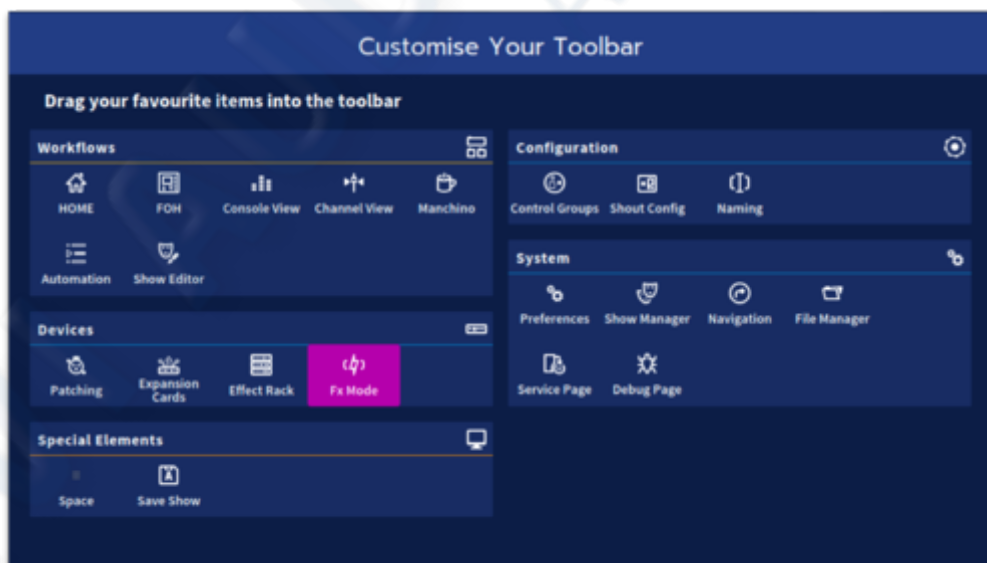 Customise Your Toolbar
Drag your favourite items into the toolbar
Workflows
HOME FOH Console View Channel View Manchino
Automation Show Editor
Devices
Patching Expansion Cards Effect Rack Fx Mode
Special Elements
Space Save Show
Configuration
Control Groups Shout Config Naming
System
Preferences Show Manager Navigation File Manager
Service Page Debug Page